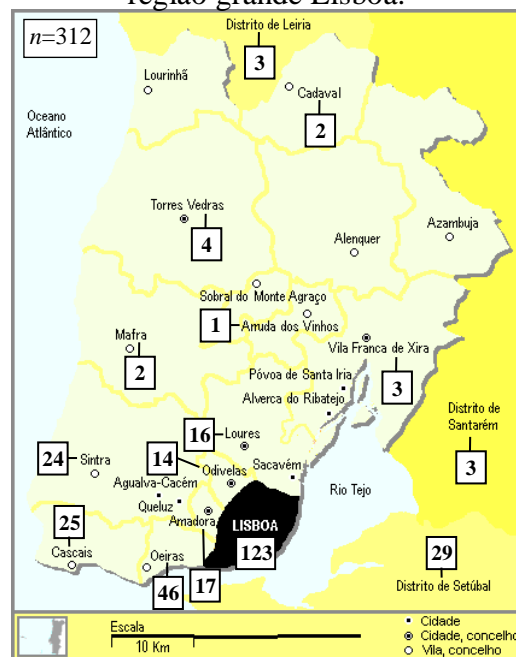 região grande Lisboa.
n=312
Distrito de Leiria
3
Lourinhã
Cadaval
2
Oceano
Atlântico
Torres Vedras
4
Azambuja
Alenquer
Sobral do Monte Agraço
1
Arruda dos Vinhos
Mafra
2
Vila Franca de Xira
3
Póvoa de Santa Iria
Alverca do Ribatejo
Distrito de
Santarém
3
16
Loures
24
Sintra
14
Odivelas
Sacavém
Agualva-Cacém
Queluz
Rio Tejo
25
Cascais
Amadora
LISBOA
123
Oeiras
46
17
29
Distrito de Setúbal
Escala
10 Km
Cidade
Cidade, concelho
Vila, concelho